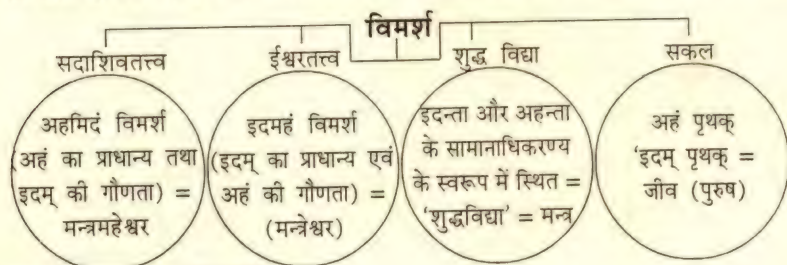 विमर्श
सदाशिवतत्त्व
अहमिदं विमर्श
(अहं का प्राधान्य तथा
इदम् की गौणता) =
मन्त्रमहेश्वर
ईश्वरतत्त्व
इदमहं विमर्श
(इदम् का प्राधान्य एवं
अहं की गौणता) =
(मन्त्रेश्वर)
शुद्ध विद्या
इदन्ता और अहन्ता
के सामानाधिकरण्य
के स्वरूप में स्थित =
'शुद्धविद्या' = मन्त्र
सकल
अहं पृथक्
'इदम् पृथक् =
जीव (पुरुष)